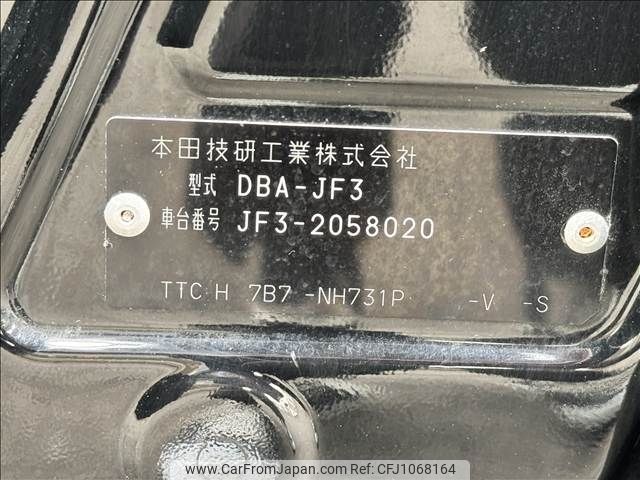 本田技研工業株式会社
型式 DBA-JF3
車台番号 JF3-2058020
TTC:H 7B7 -NH731P -V -S
www.CarFromJapan.com | Refno. CFJ1068164